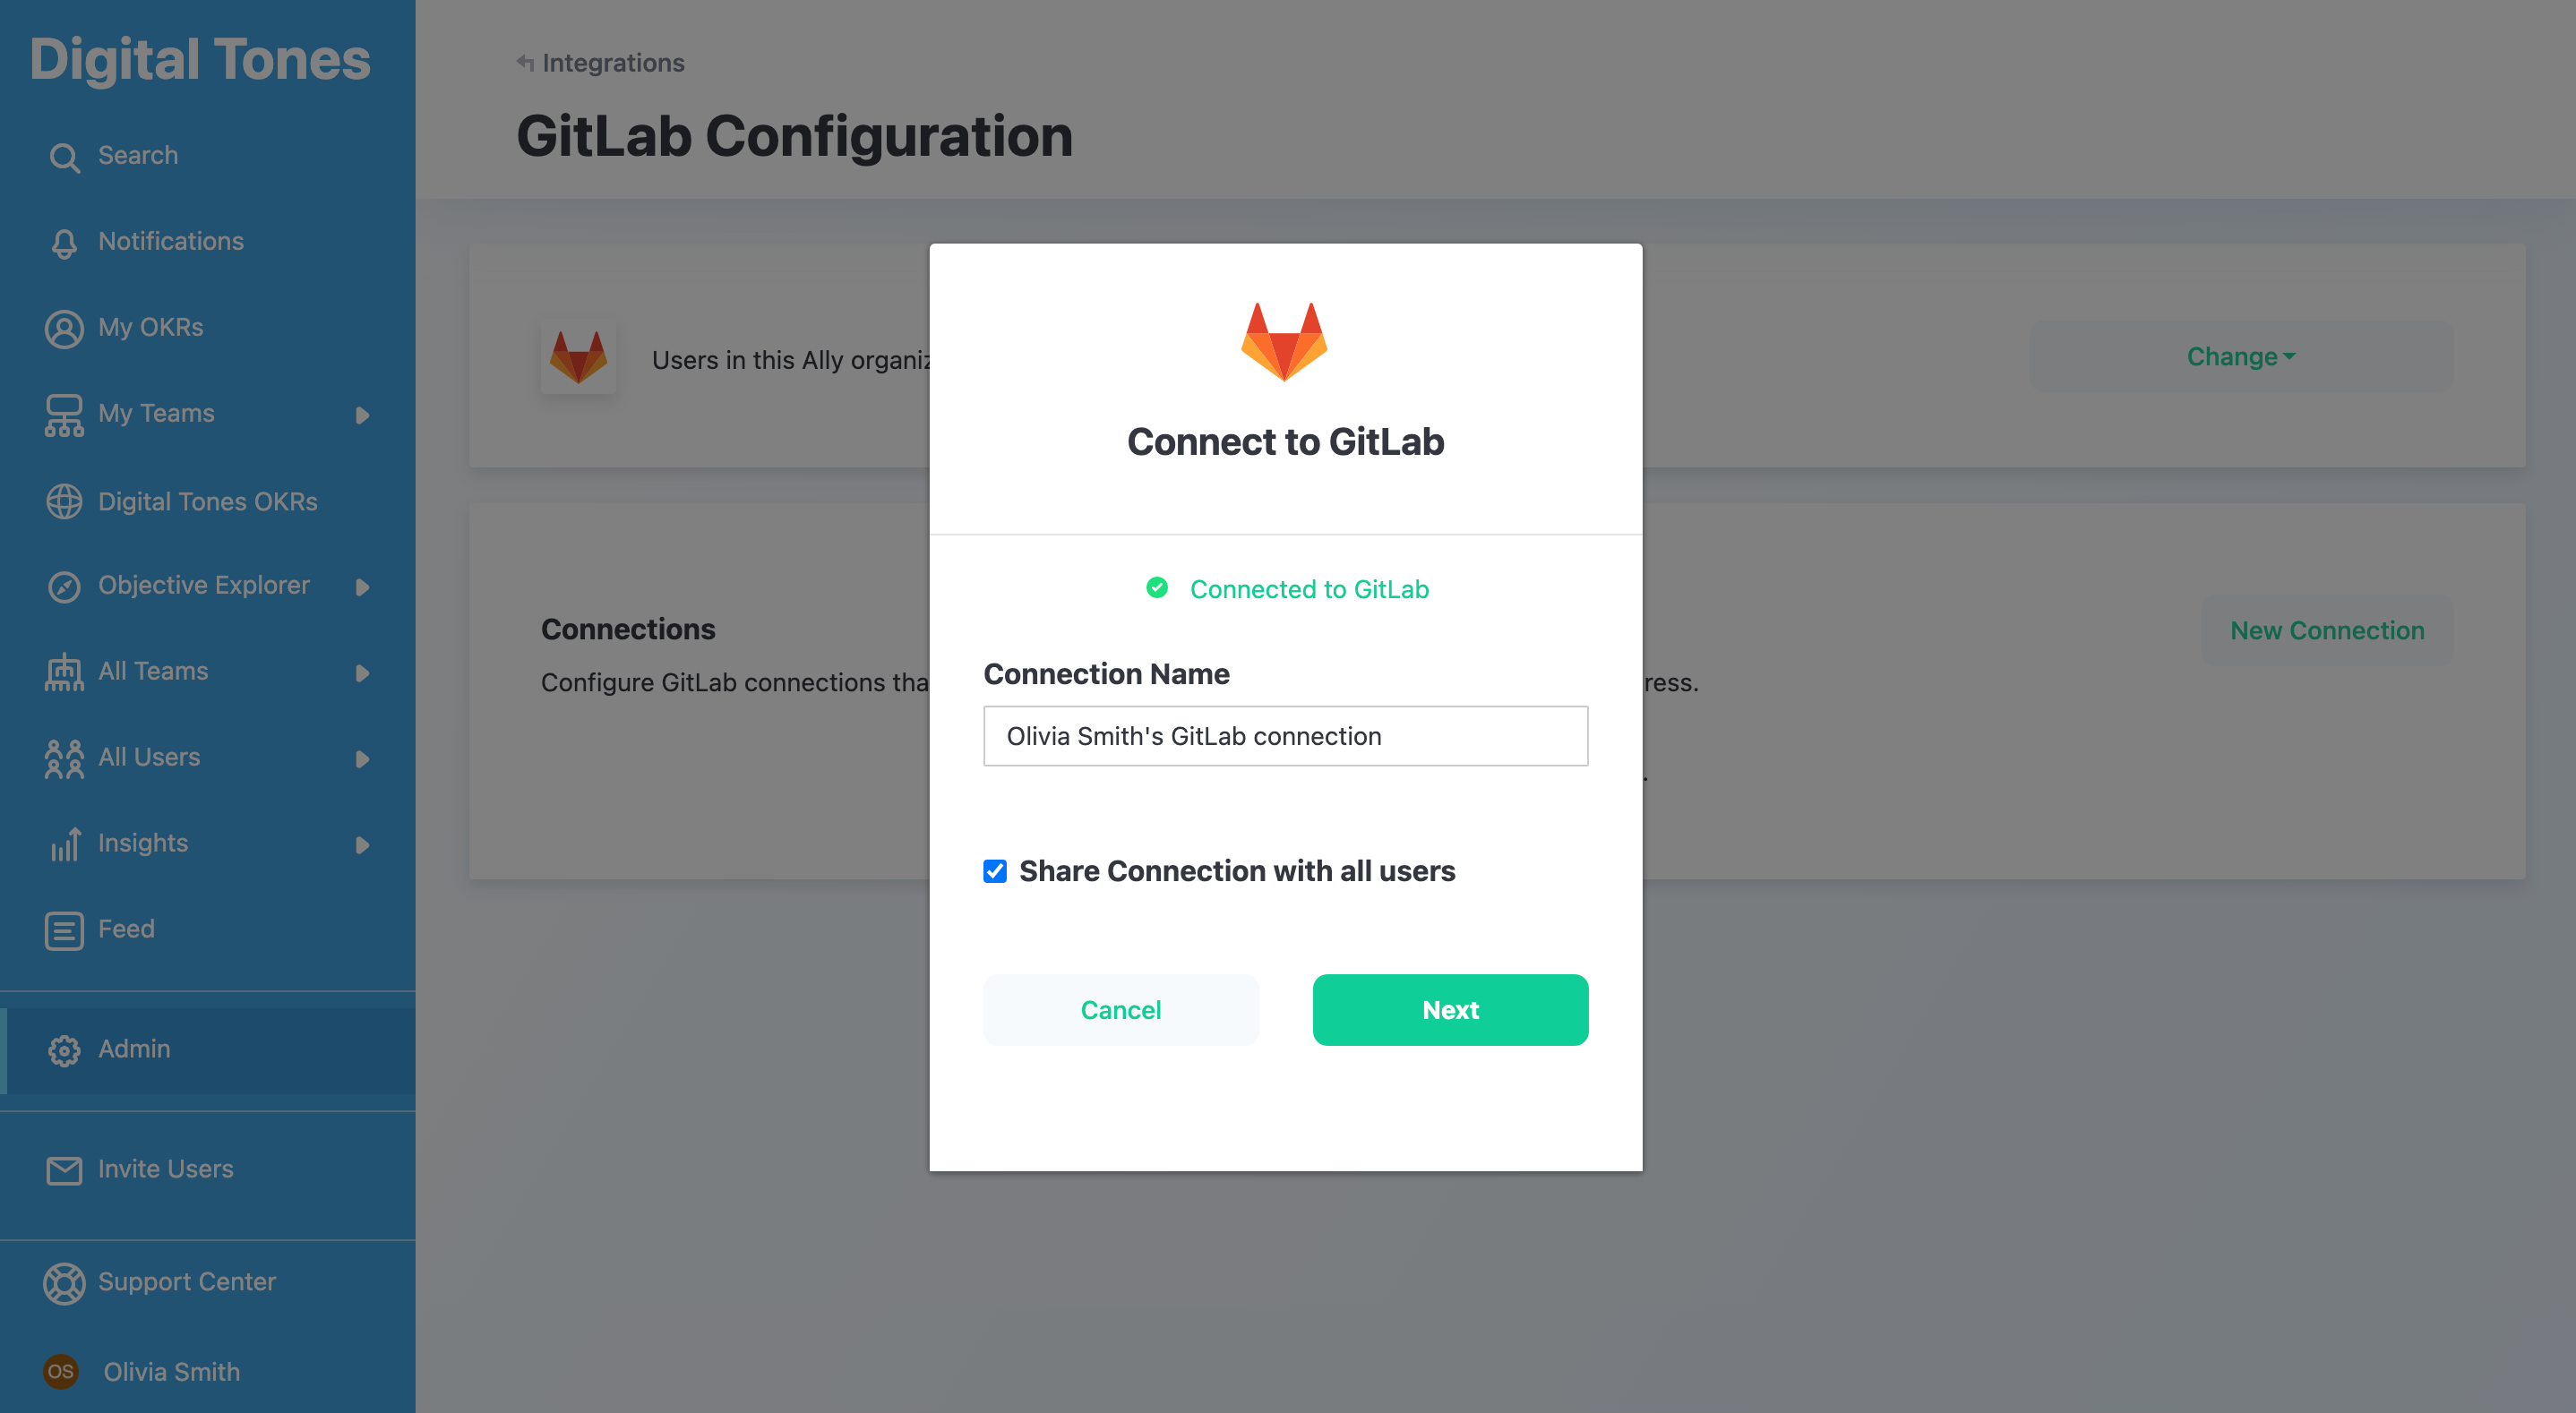 Digital Tones
Search
Notifications
My OKRs
My Teams
Digital Tones OKRs
Objective Explorer
All Teams
All Users
Insights
Feed
Admin
Invite Users
Support Center
OS Olivia Smith
Integrations
GitLab Configuration
Users in this Ally
Change
Connections
New Connection
Configure GitLab connections
Connect to GitLab
Connected to GitLab
Connection Name
Olivia Smith's GitLab connection
Share Connection with all users
Cancel
Next